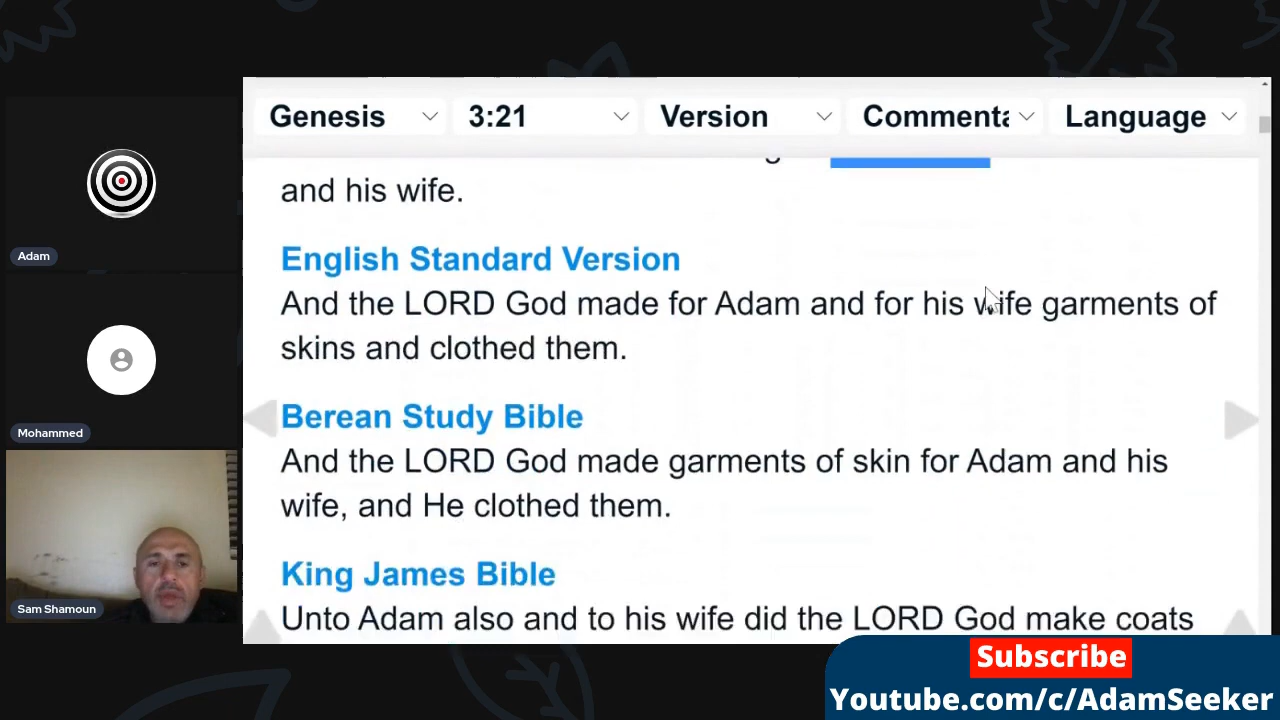 Genesis
3:21
Version
Commenta
Language
and his wife.
English Standard Version
And the LORD God made for Adam and for his wife garments of
skins and clothed them.
Berean Study Bible
And the LORD God made garments of skin for Adam and his
wife, and He clothed them.
King James Bible
Unto Adam also and to his wife did the LORD God make coats
Adam
Mohammed
Sam Shamoun
Subscribe
Youtube.com/c/AdamSeeker